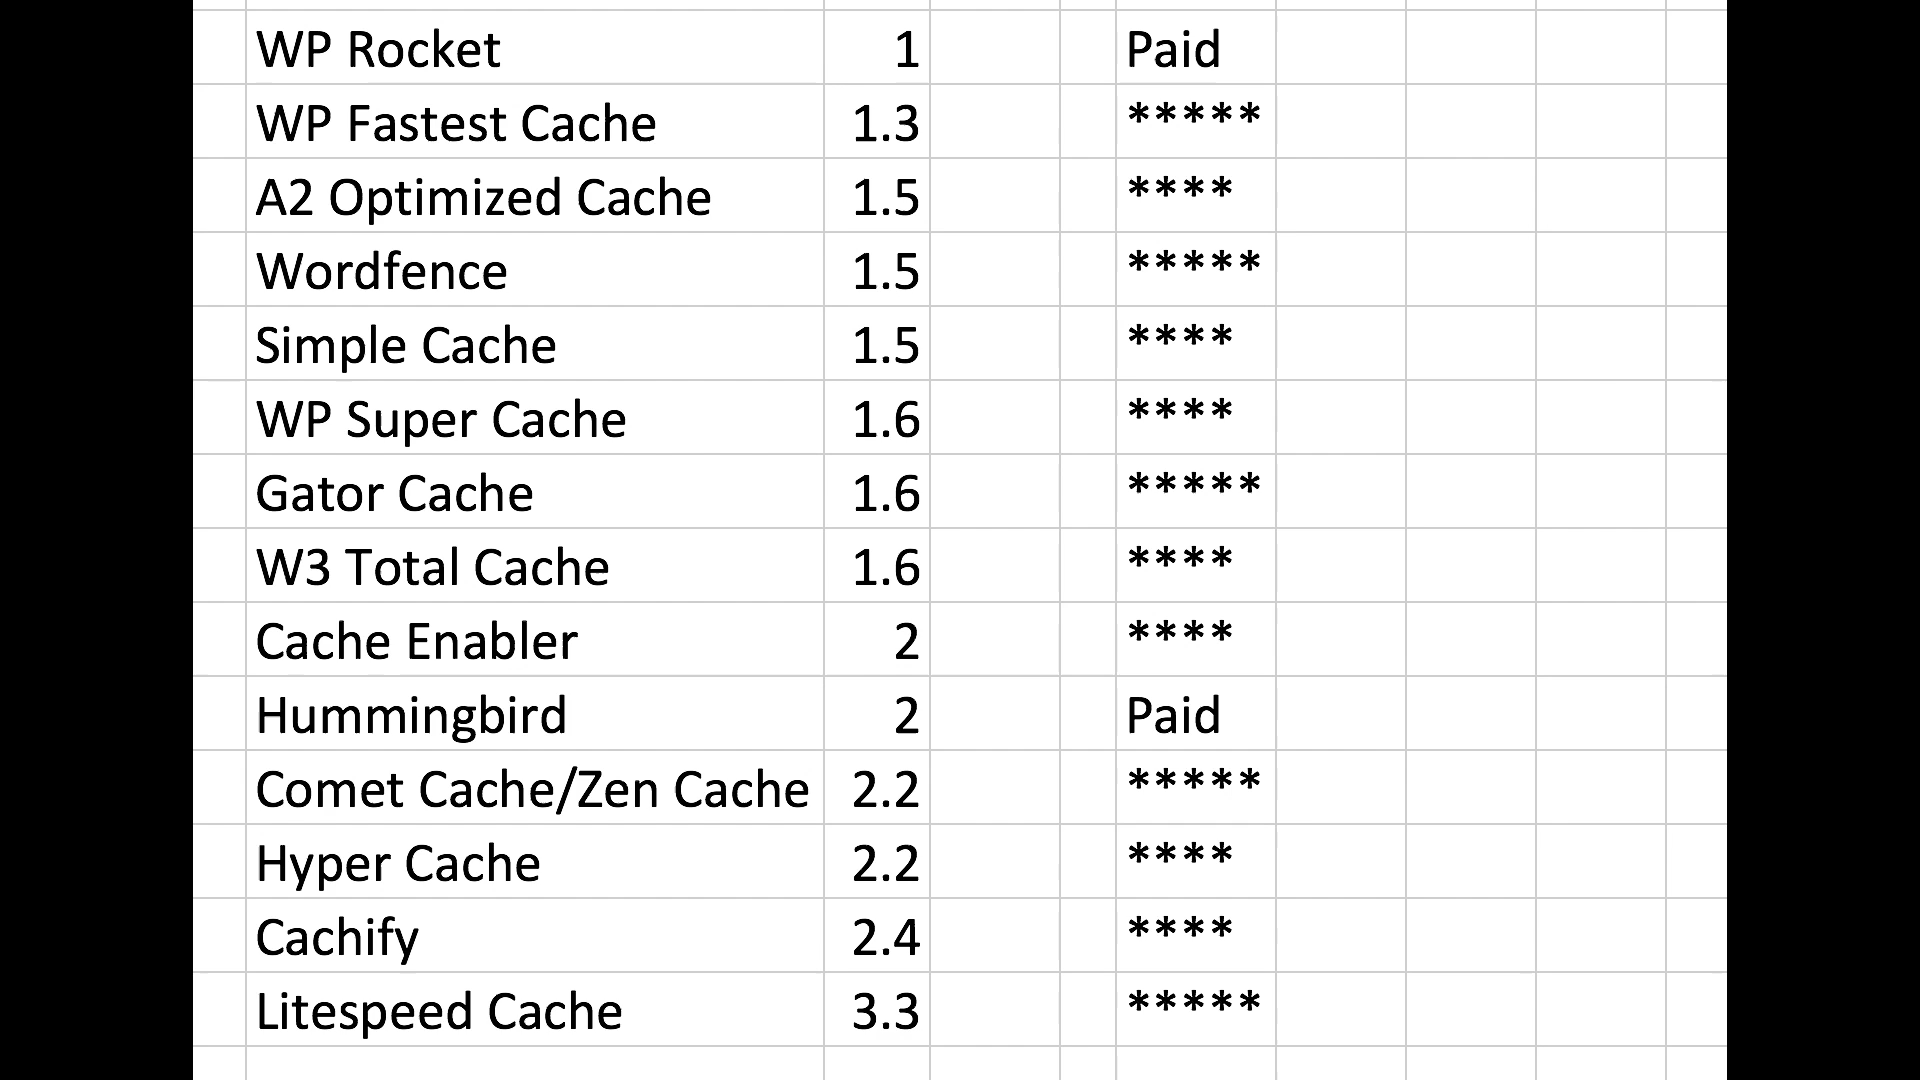 WP Rocket 1 Paid
WP Fastest Cache 1.3 *****
A2 Optimized Cache 1.5 ****
Wordfence 1.5 *****
Simple Cache 1.5 ****
WP Super Cache 1.6 ****
Gator Cache 1.6 *****
W3 Total Cache 1.6 ****
Cache Enabler 2 ****
Hummingbird 2 Paid
Comet Cache/Zen Cache 2.2 *****
Hyper Cache 2.2 ****
Cachify 2.4 ****
Litespeed Cache 3.3 *****